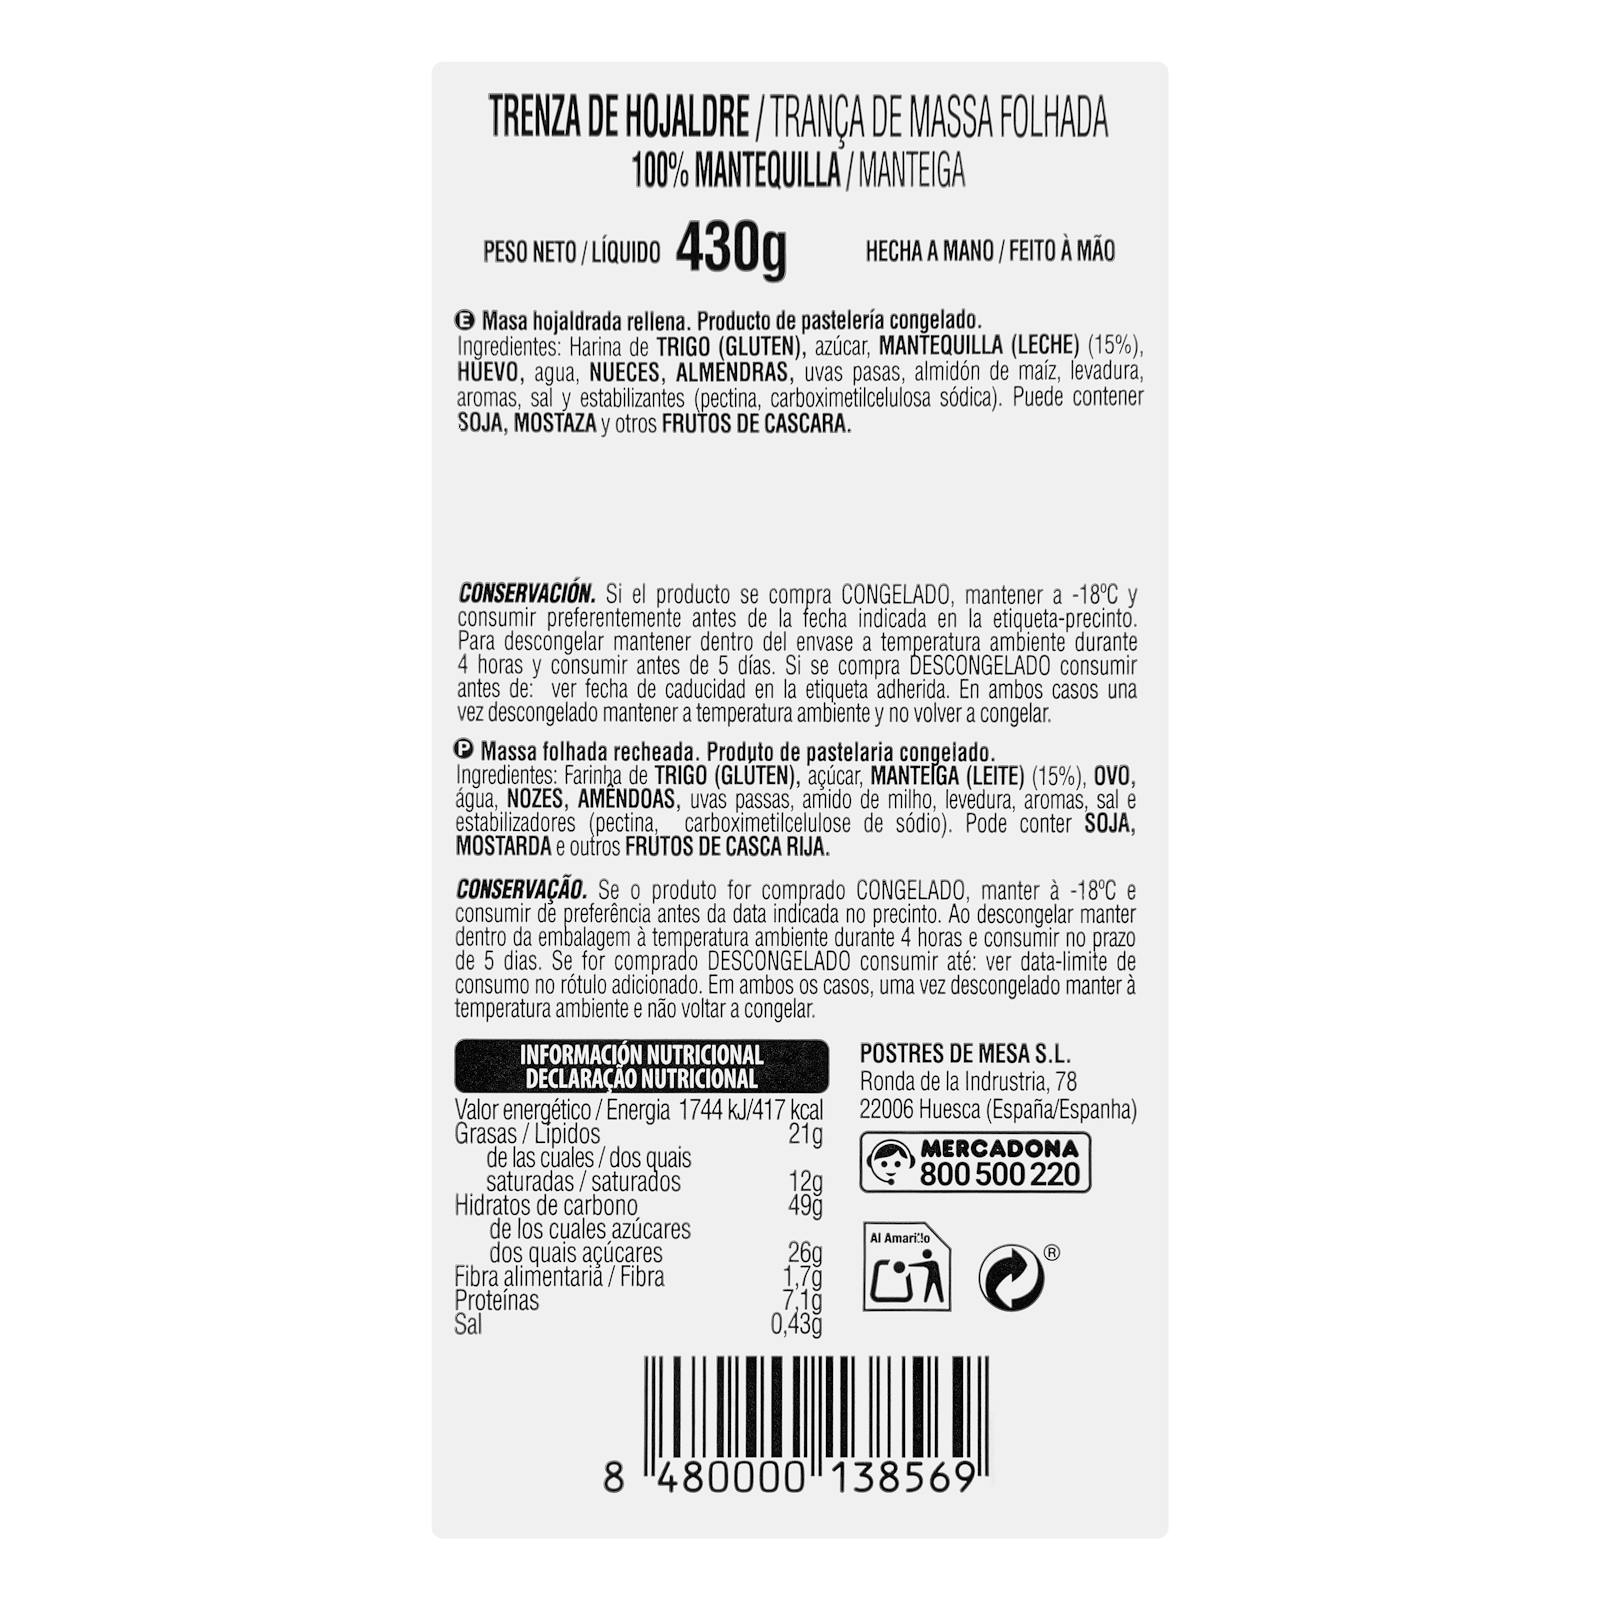 TRENZA DE HOJALDRE / TRANÇA DE MASSA FOLHADA
100% MANTEQUILLA / MANTEIGA
PESO NETO / LÍQUIDO 430g HECHA A MANO / FEITO À MÃO
E Masa hojaldrada rellena. Producto de pastelería congelado.
Ingredientes: Harina de TRIGO (GLUTEN), azúcar, MANTEQUILLA (LECHE) (15%),
HUEVO, agua, NUECES, ALMENDRAS, uvas pasas, almidón de maíz, levadura,
aromas, sal y estabilizantes (pectina, carboximetilcelulosa sódica). Puede contener
SOJA, MOSTAZA y otros FRUTOS DE CASCARA.
CONSERVACIÓN. Si el producto se compra CONGELADO, mantener a -18ºC y
consumir preferentemente antes de la fecha indicada en la etiqueta-precinto.
Para descongelar mantener dentro del envase a temperatura ambiente durante
4 horas y consumir antes de 5 días. Si se compra DESCONGELADO consumir
antes de: ver fecha de caducidad en la etiqueta adherida. En ambos casos una
vez descongelado mantener a temperatura ambiente y no volver a congelar.
P Massa folhada recheada. Produto de pastelaria congelado.
Ingredientes: Farinha de TRIGO (GLÚTEN), açúcar, MANTEIGA (LEITE) (15%), OVO,
água, NOZES, AMÊNDOAS, uvas passas, amido de milho, levedura, aromas, sal e
estabilizadores (pectina, carboximetilcelulose de sódio). Pode conter SOJA,
MOSTARDA e outros FRUTOS DE CASCA RIJA.
CONSERVAÇÃO. Se o produto for comprado CONGELADO, manter à -18ºC e
consumir de preferência antes da data indicada no precinto. Ao descongelar manter
dentro da embalagem à temperatura ambiente durante 4 horas e consumir no prazo
de 5 dias. Se for comprado DESCONGELADO consumir até: ver data-limite de
consumo no rótulo adicionado. Em ambos os casos, uma vez descongelado manter à
temperatura ambiente e não voltar a congelar.
INFORMACIÓN NUTRICIONAL
DECLARAÇÃO NUTRICIONAL
Valor energético / Energia 1744 kJ/417 kcal
Grasas / Lípidos 21g
de las cuales / dos quais
saturadas / saturados 12g
Hidratos de carbono 49g
de los cuales azúcares
dos quais açúcares 26g
Fibra alimentaria / Fibra 1,7g
Proteínas 7,1g
Sal 0,43g
POSTRES DE MESA S.L.
Ronda de la Indrustria, 78
22006 Huesca (España/Espanha)
MERCADONA
800 500 220
Al Amarillo
®
8 480000 138569